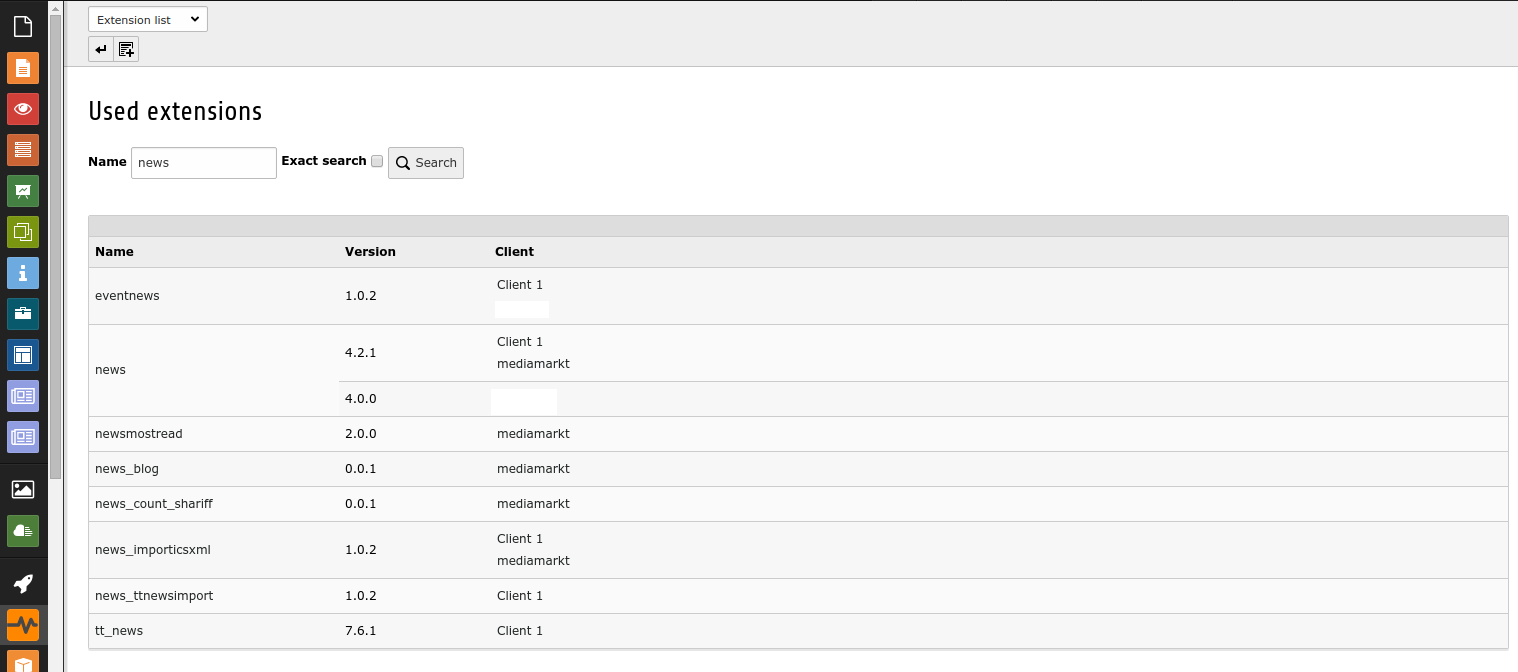 Extension list
Used extensions
Name news Exact search Search
Name Version Client
eventnews 1.0.2 Client 1
news 4.2.1 Client 1
mediamarkt
4.0.0
newsmostread 2.0.0 mediamarkt
news_blog 0.0.1 mediamarkt
news_count_shariff 0.0.1 mediamarkt
news_importicsxml 1.0.2 Client 1
mediamarkt
news_ttnewsimport 1.0.2 Client 1
tt_news 7.6.1 Client 1